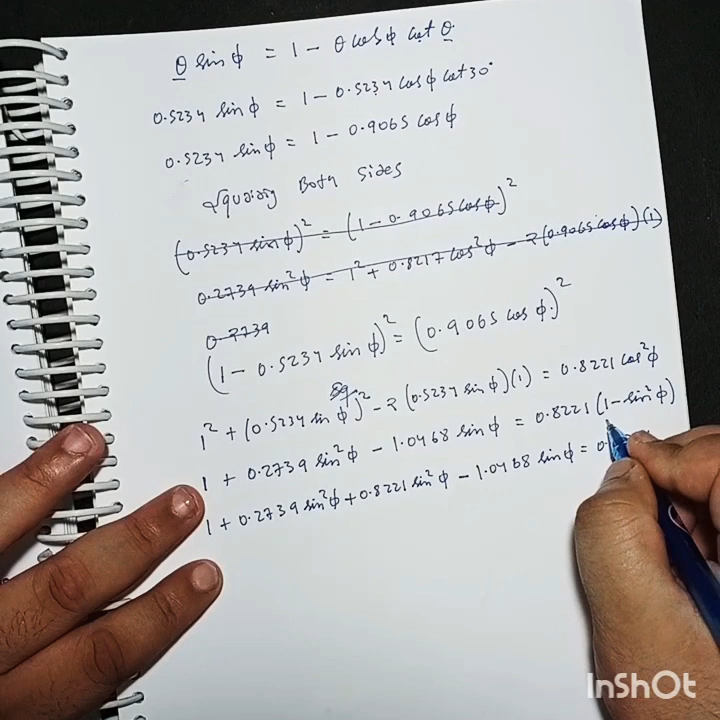 θ sin ϕ = 1 - θ cos ϕ cot θ
0.5234 sin ϕ = 1 - 0.5234 cos ϕ cot 30°
0.5234 sin ϕ = 1 - 0.9065 cos ϕ
Squaring Both Sides
(0.5234 sin ϕ)² = (1 - 0.9065 cos ϕ)²
0.2739 sin² ϕ = 1² + 0.8217 cos² ϕ - 2(0.9065 cos ϕ)(1)
0.2739
(1 - 0.5234 sin ϕ)² = (0.9065 cos ϕ.)²
1² + (0.5234 sin ϕ)² - 2(0.5234 sin ϕ)(1) = 0.8221 cos² ϕ
1 + 0.2739 sin² ϕ - 1.0468 sin ϕ = 0.8221 (1 - sin² ϕ)
1 + 0.2739 sin² ϕ + 0.8221 sin² ϕ - 1.0468 sin ϕ = 0.
InShOt